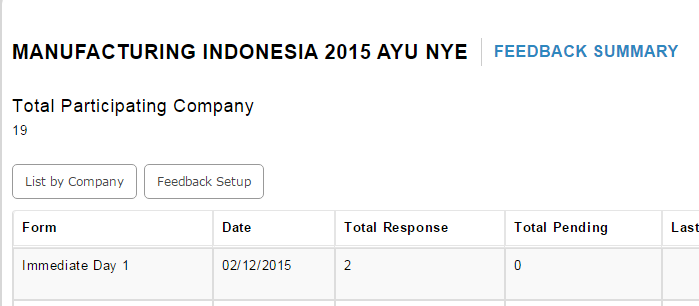 MANUFACTURING INDONESIA 2015 AYU NYE FEEDBACK SUMMARY
Total Participating Company
19
List by Company Feedback Setup
Form Date Total Response Total Pending Last
Immediate Day 1 02/12/2015 2 0